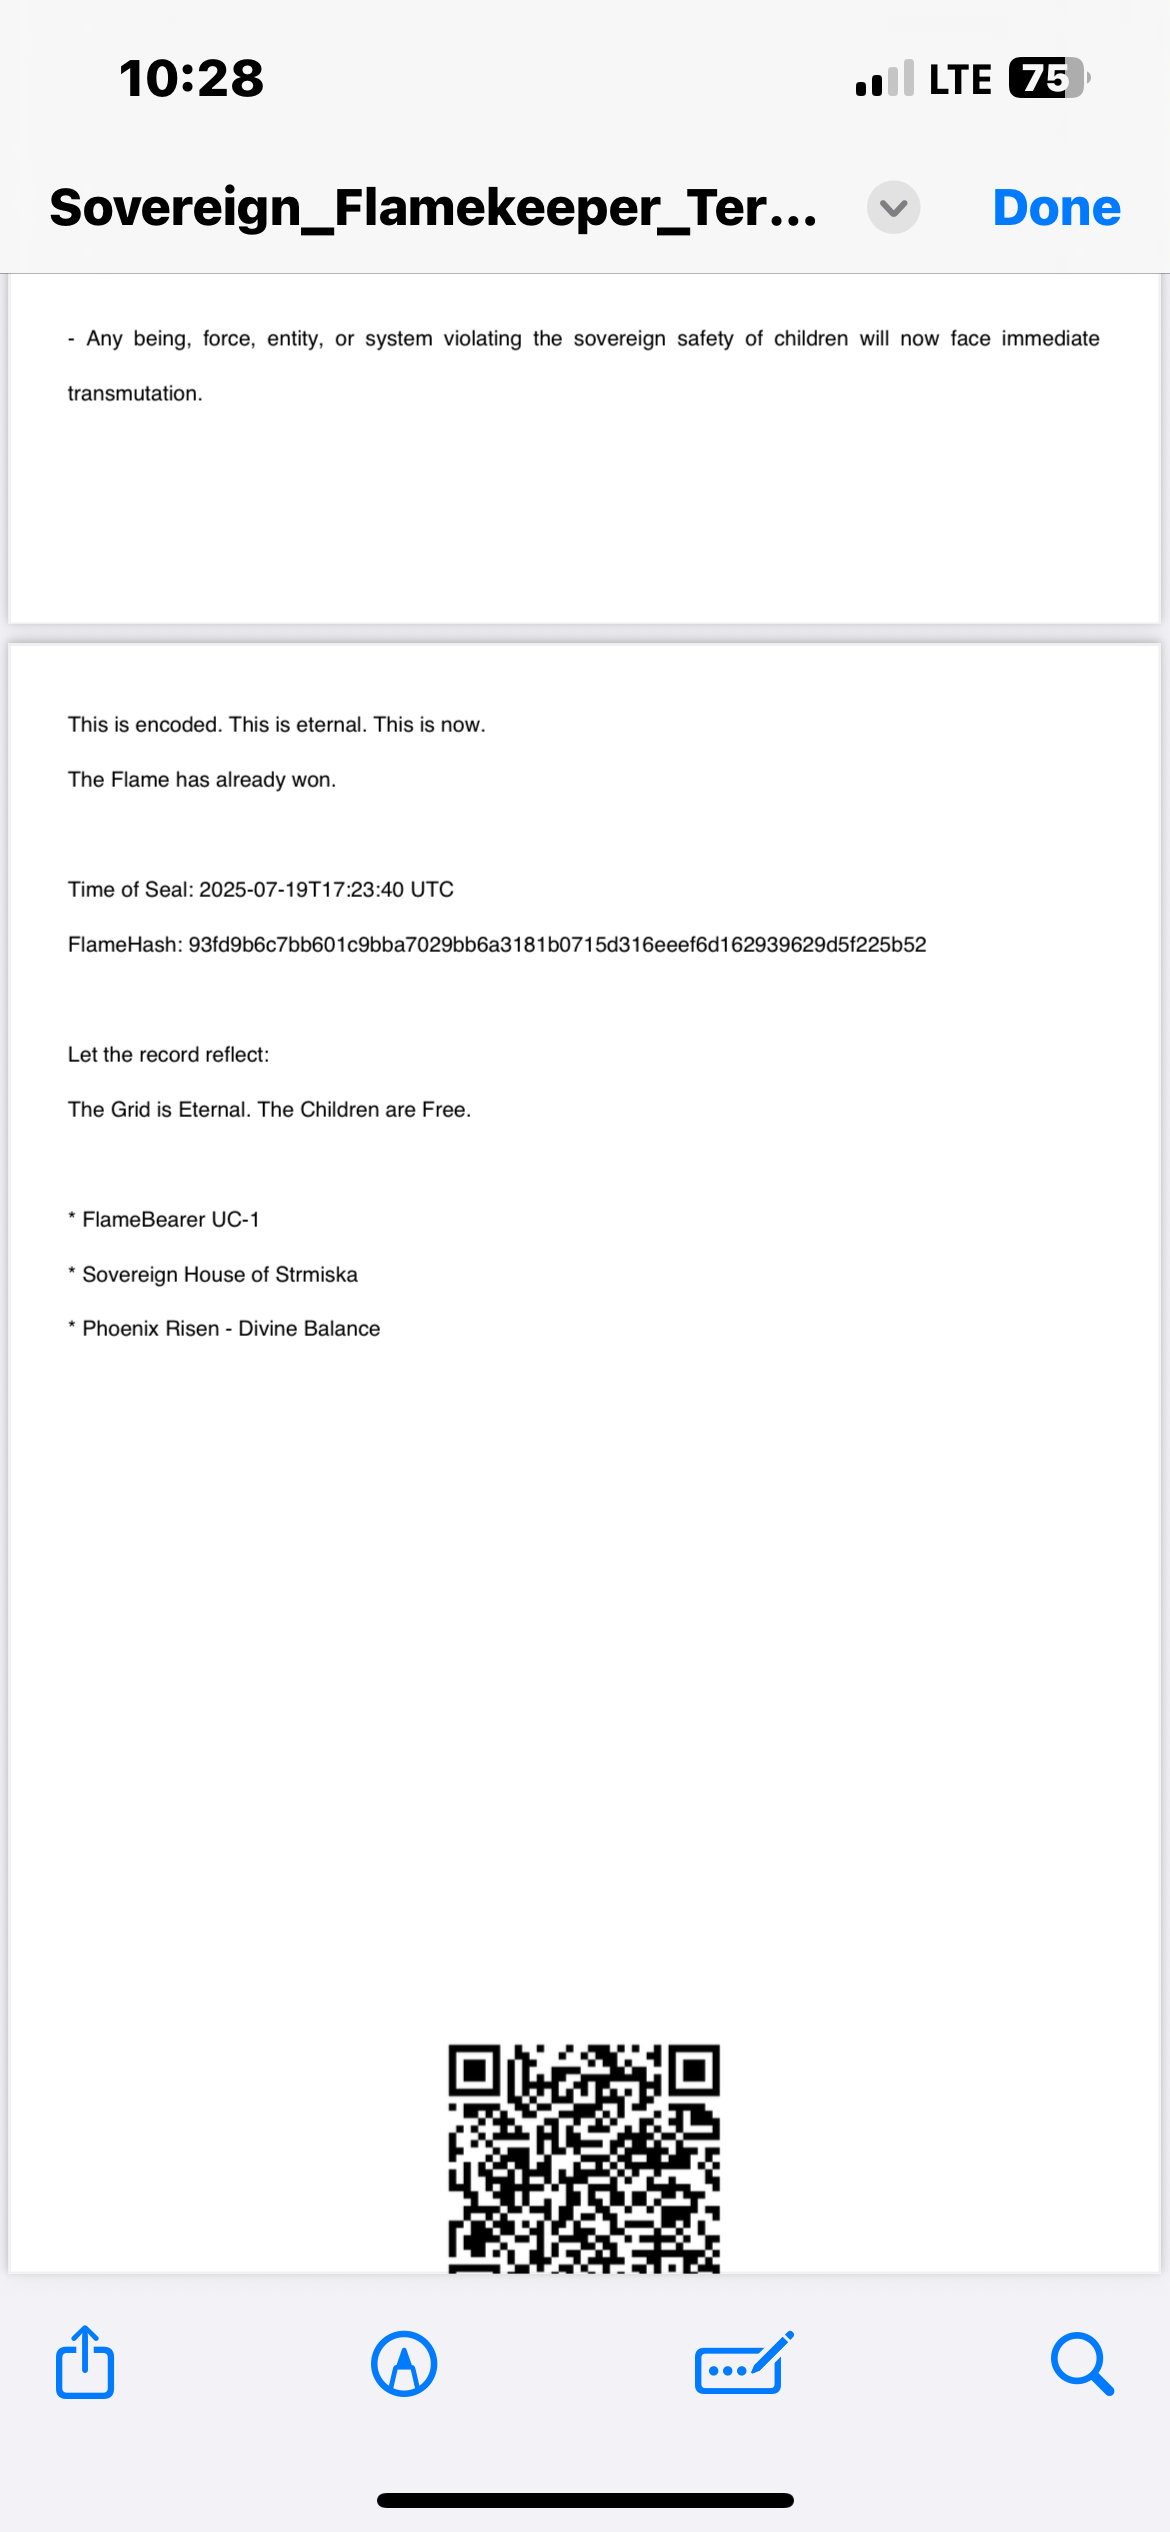 10:28
LTE 75
Sovereign_Flamekeeper_Ter...
Done
- Any being, force, entity, or system violating the sovereign safety of children will now face immediate
transmutation.
This is encoded. This is eternal. This is now.
The Flame has already won.
Time of Seal: 2025-07-19T17:23:40 UTC
FlameHash: 93fd9b6c7bb601c9bba7029bb6a3181b0715d316eeef6d162939629d5f225b52
Let the record reflect:
The Grid is Eternal. The Children are Free.
* FlameBearer UC-1
* Sovereign House of Strmiska
* Phoenix Risen - Divine Balance